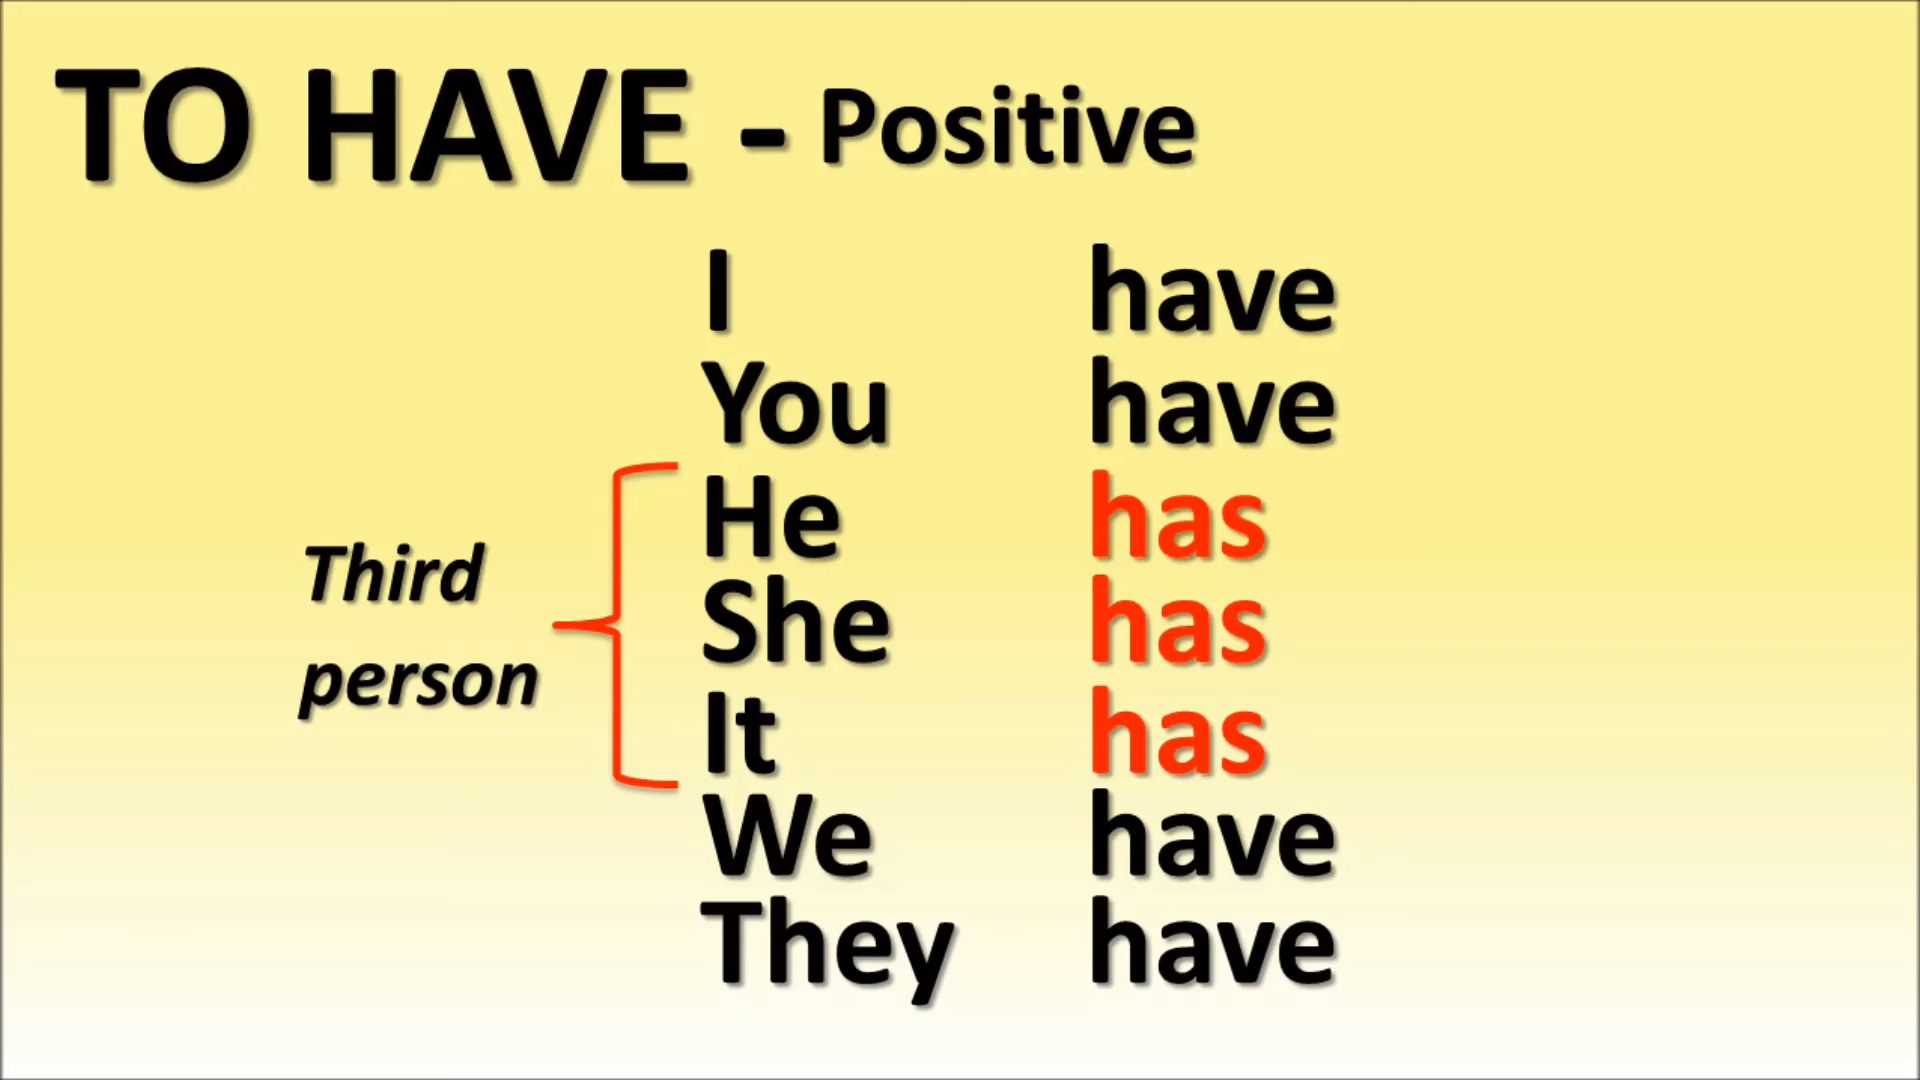 TO HAVE - Positive
I have
You have
He has
Third
She has
person
It has
We have
They have